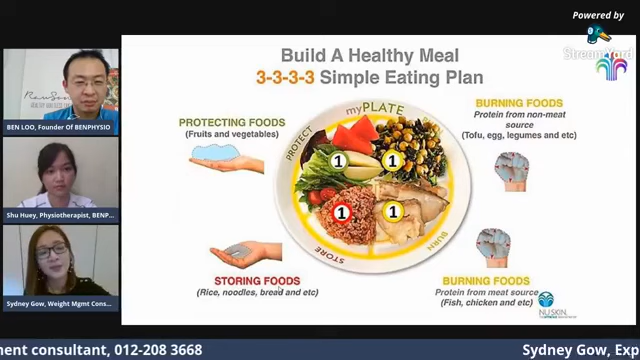 Powered by
StreamYard
Build A Healthy Meal
3-3-3-3 Simple Eating Plan
BEN LOO, Founder Of BENPHYSIO
Shu Huey, Physiotherapist, BENP...
Sydney Gow, Weight Mgmt Cons...
PROTECTING FOODS
(Fruits and vegetables)
myPLATE
PROTECT
BURN
STORE
1
1
1
1
BURNING FOODS
Protein from non-meat
source
(Tofu, egg, legumes and etc)
STORING FOODS
(Rice, noodles, bread and etc)
BURNING FOODS
Protein from meat source
(Fish, chicken and etc)
NU SKIN
ment consultant, 012-208 3668
Sydney Gow, Exp